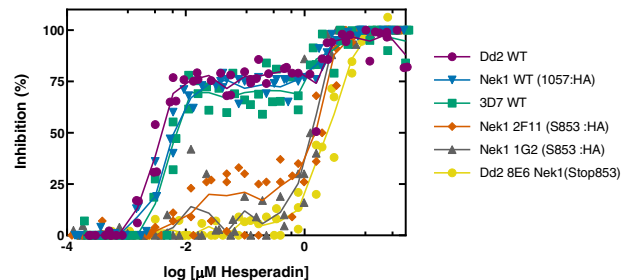 100
75
50
25
0
Inhibition (%)
-4
-2
0
log [µM Hesperadin]
Dd2 WT
Nek1 WT (1057:HA)
3D7 WT
Nek1 2F11 (S853 :HA)
Nek1 1G2 (S853 :HA)
Dd2 8E6 Nek1(Stop853)